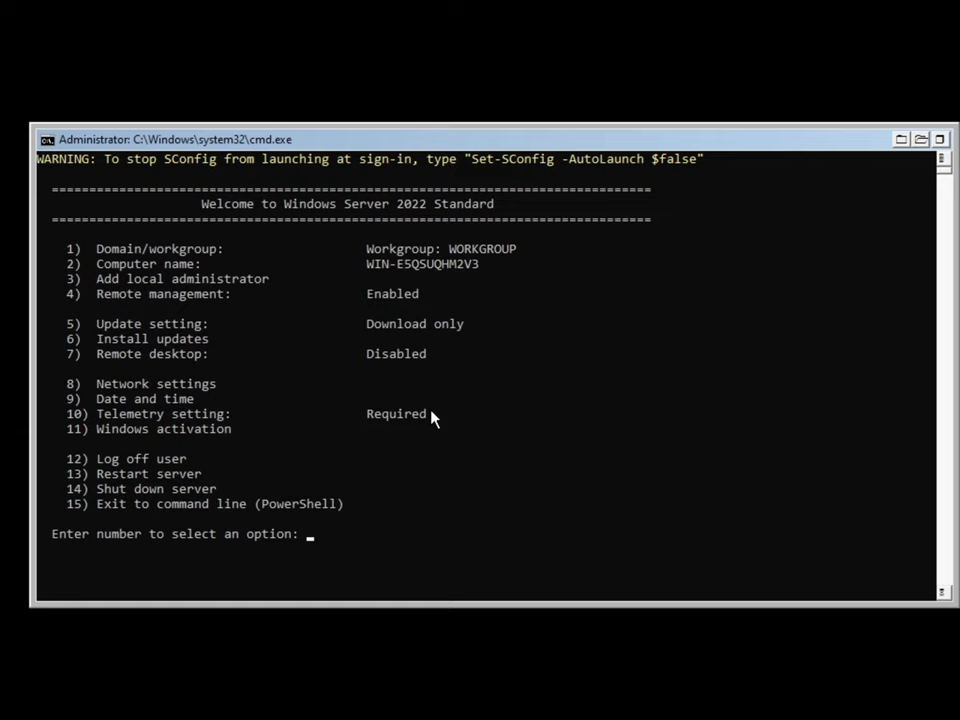 Administrator: C:\Windows\system32\cmd.exe
WARNING: To stop SConfig from launching at sign-in, type "Set-SConfig -AutoLaunch $false"
================================================================================
Welcome to Windows Server 2022 Standard
================================================================================
1) Domain/workgroup: Workgroup: WORKGROUP
2) Computer name: WIN-E5QSUQHM2V3
3) Add local administrator
4) Remote management: Enabled
5) Update setting: Download only
6) Install updates
7) Remote desktop: Disabled
8) Network settings
9) Date and time
10) Telemetry setting: Required
11) Windows activation
12) Log off user
13) Restart server
14) Shut down server
15) Exit to command line (PowerShell)
Enter number to select an option: _